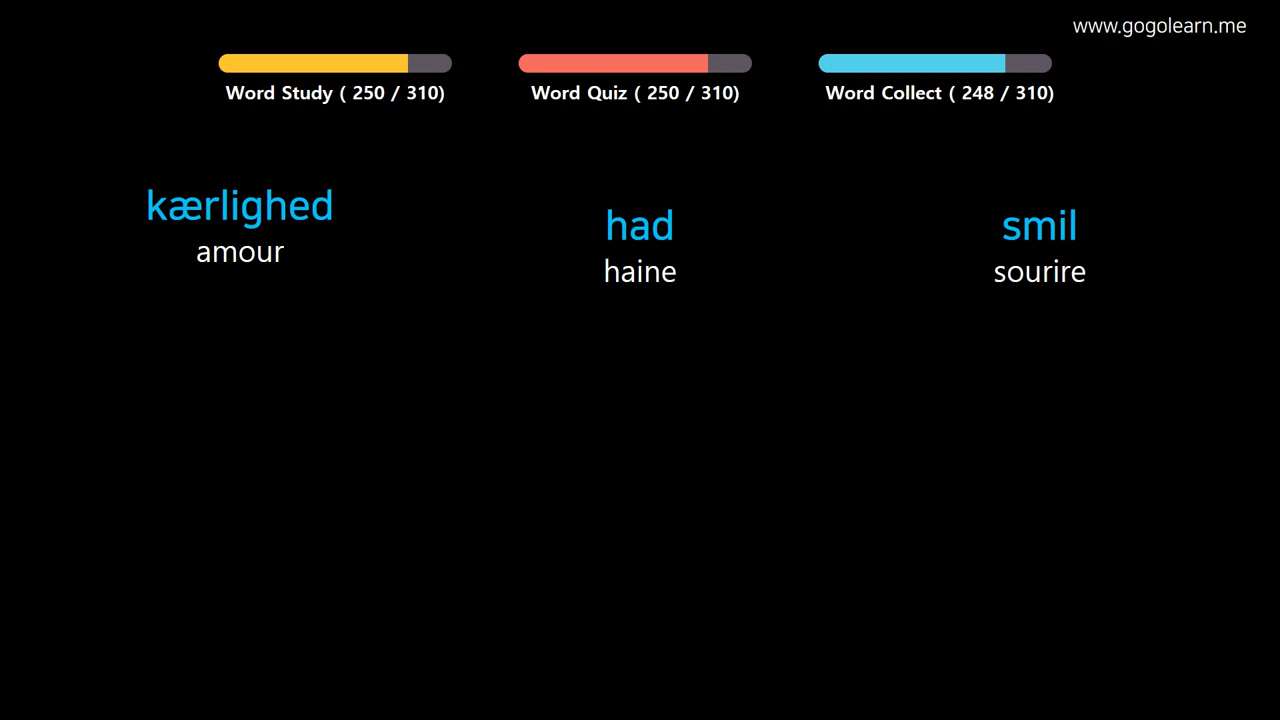 www.gogolearn.me
Word Study ( 250 / 310)
Word Quiz ( 250 / 310)
Word Collect ( 248 / 310)
kærlighed
amour
had
haine
smil
sourire